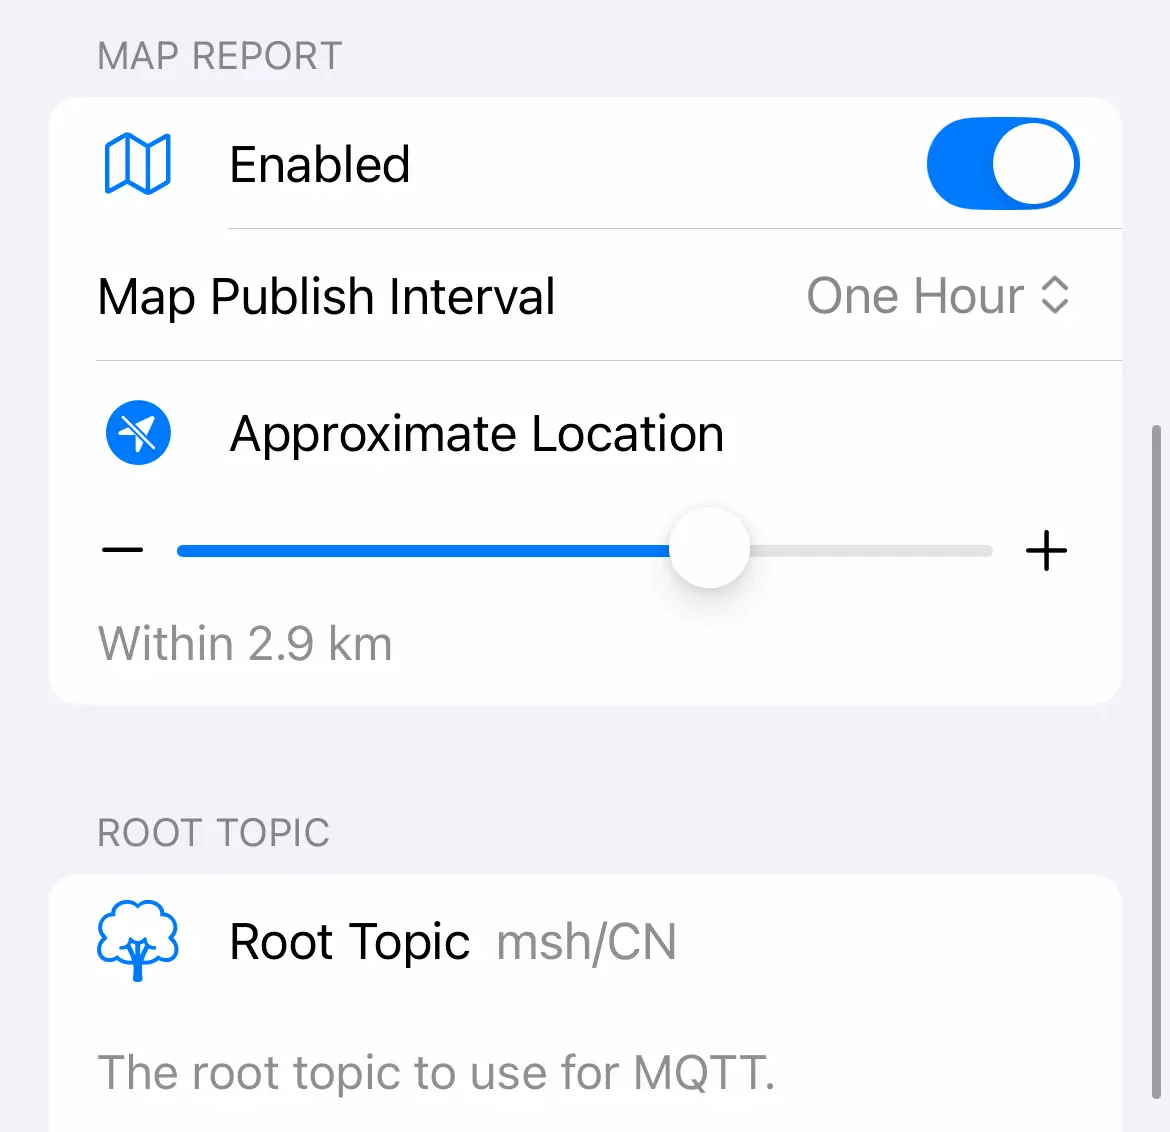 MAP REPORT
Enabled
Map Publish Interval One Hour
Approximate Location
Within 2.9 km
ROOT TOPIC
Root Topic msh/CN
The root topic to use for MQTT.